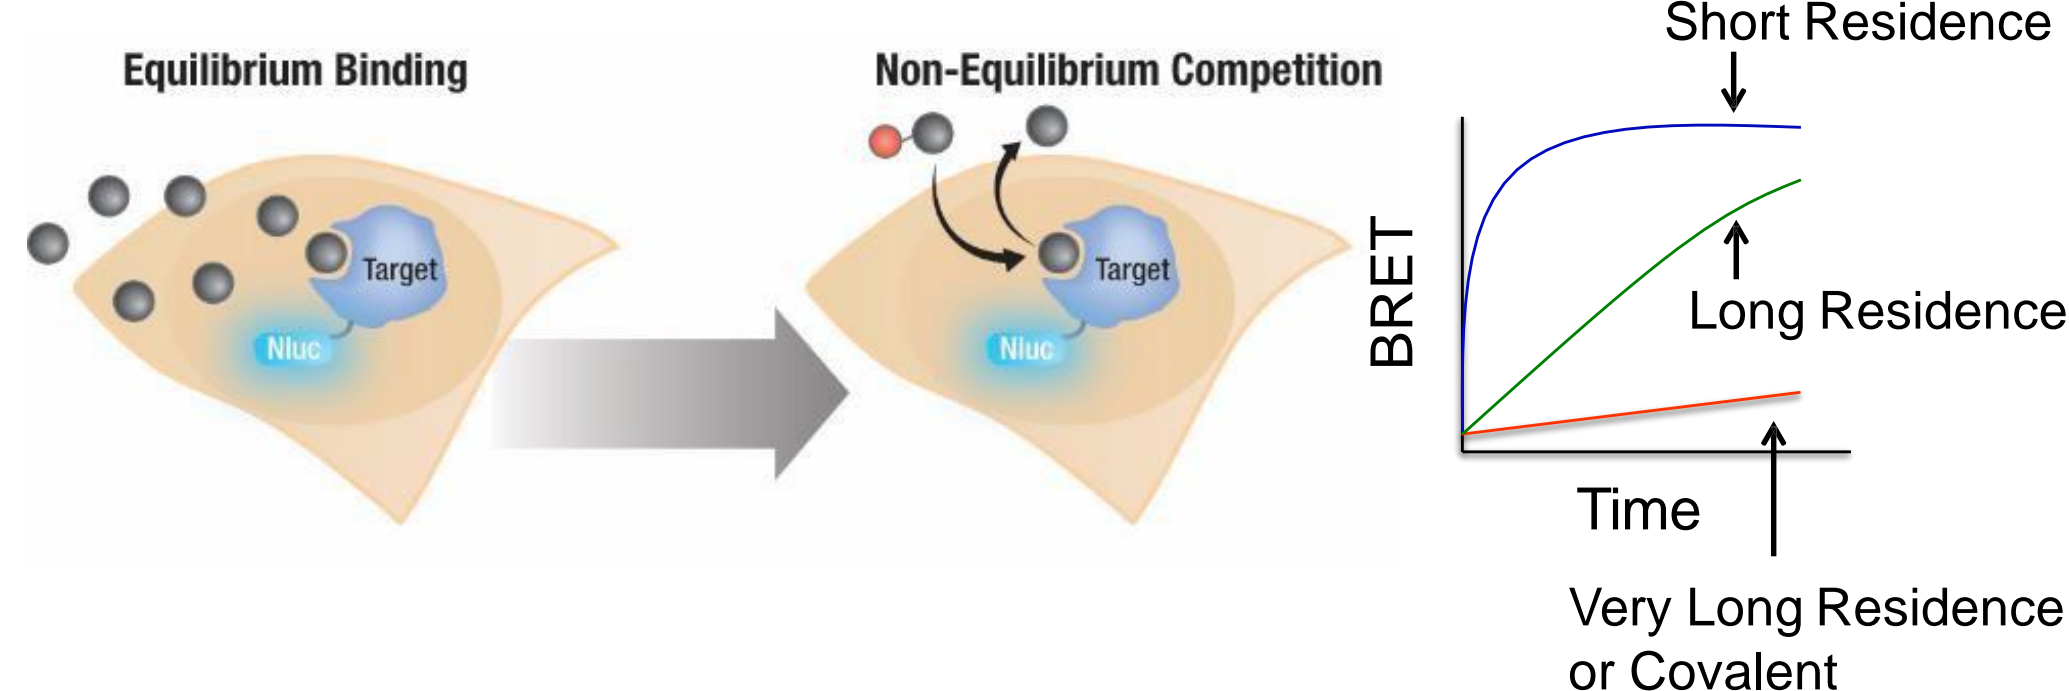 Equilibrium Binding
Target
Nluc
Non-Equilibrium Competition
Target
Nluc
Short Residence
BRET
Long Residence
Time
Very Long Residence
or Covalent